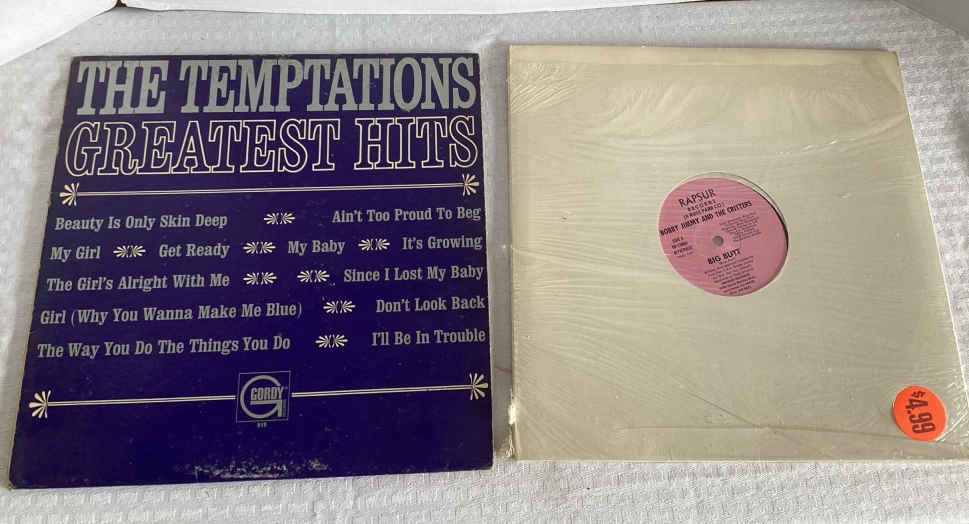 THE TEMPTATIONS
GREATEST HITS
Beauty Is Only Skin Deep Ain't Too Proud To Beg
My Girl Get Ready My Baby It's Growing
The Girl's Alright With Me Since I Lost My Baby
Girl (Why You Wanna Make Me Blue) Don't Look Back
The Way You Do The Things You Do I'll Be In Trouble
GORDY
919
RAPSUR
RECORDS
BOBBY JIMMY AND THE CRITTERS
SIDE A
BIG BUTT
$4.99